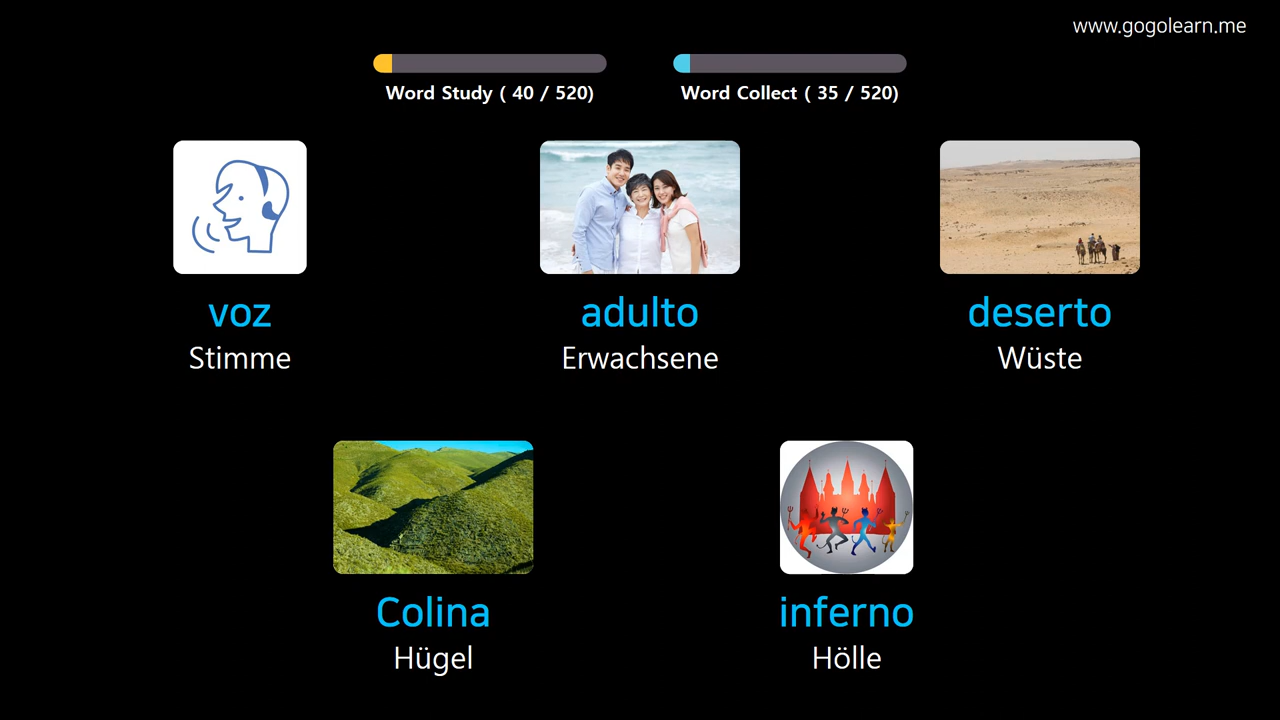 www.gogolearn.me
Word Study ( 40 / 520)
Word Collect ( 35 / 520)
voz
Stimme
adulto
Erwachsene
deserto
Wüste
Colina
Hügel
inferno
Hölle